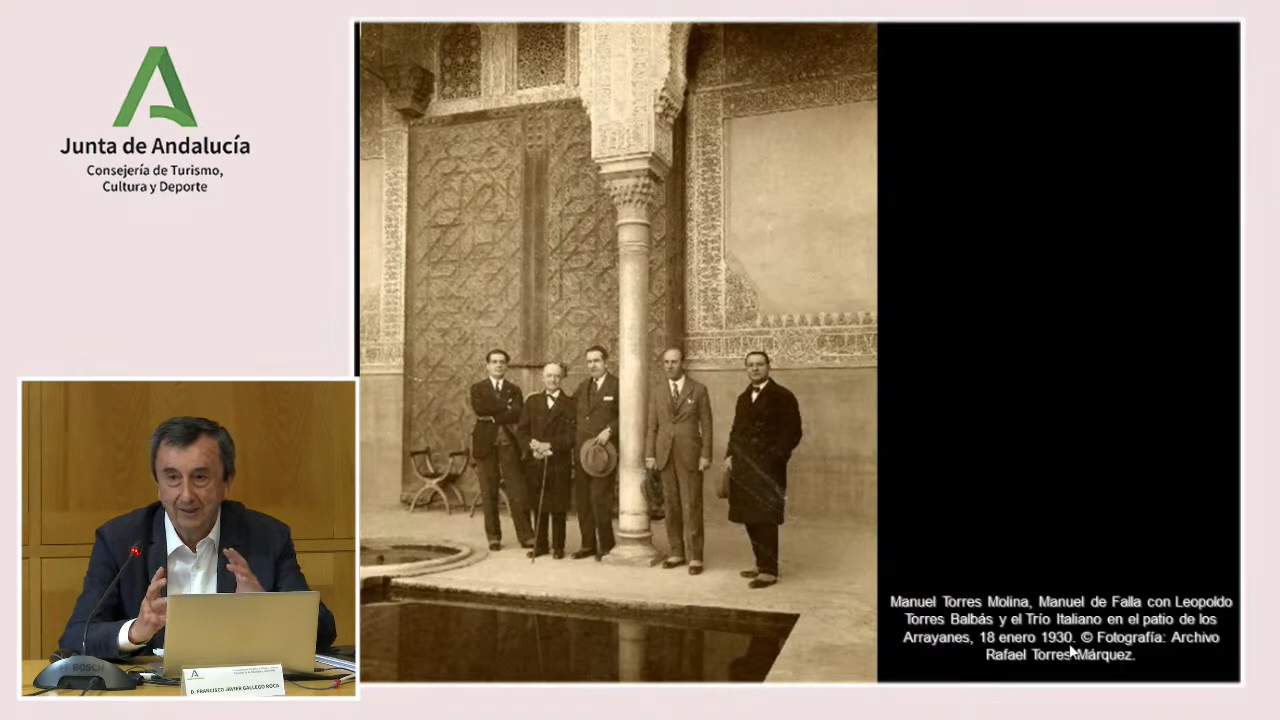 Junta de Andalucía
Consejería de Turismo,
Cultura y Deporte
Manuel Torres Molina, Manuel de Falla con Leopoldo
Torres Balbás y el Trío Italiano en el patio de los
Arrayanes, 18 enero 1930. © Fotografía: Archivo
Rafael Torres Márquez.
BOSCH
D. FRANCISCO JAVIER GALLEGO ROCA